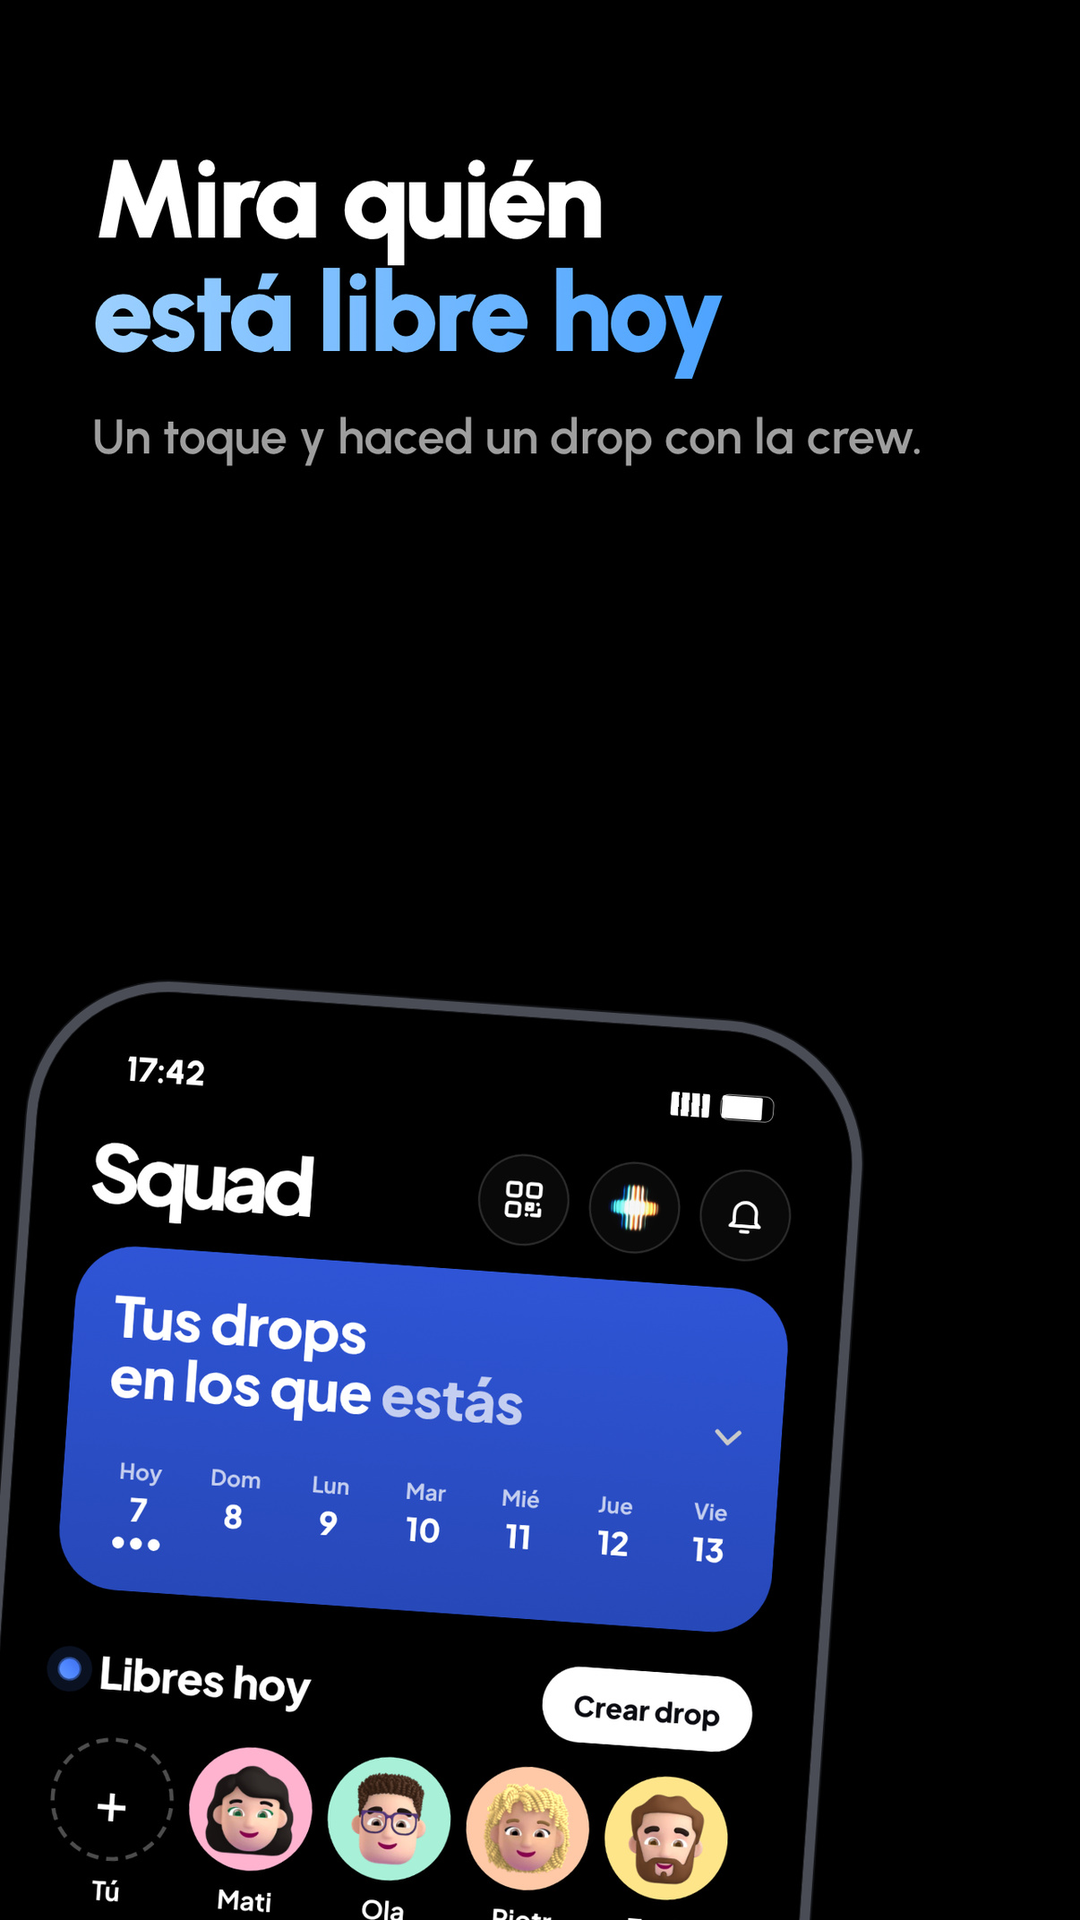 Mira quién
está libre hoy
Un toque y haced un drop con la crew.
17:42
Squad
Tus drops
en los que estás
Hoy Dom Lun Mar Mié Jue Vie
7 8 9 10 11 12 13
Libres hoy
Crear drop
+
Tú Mati Ola